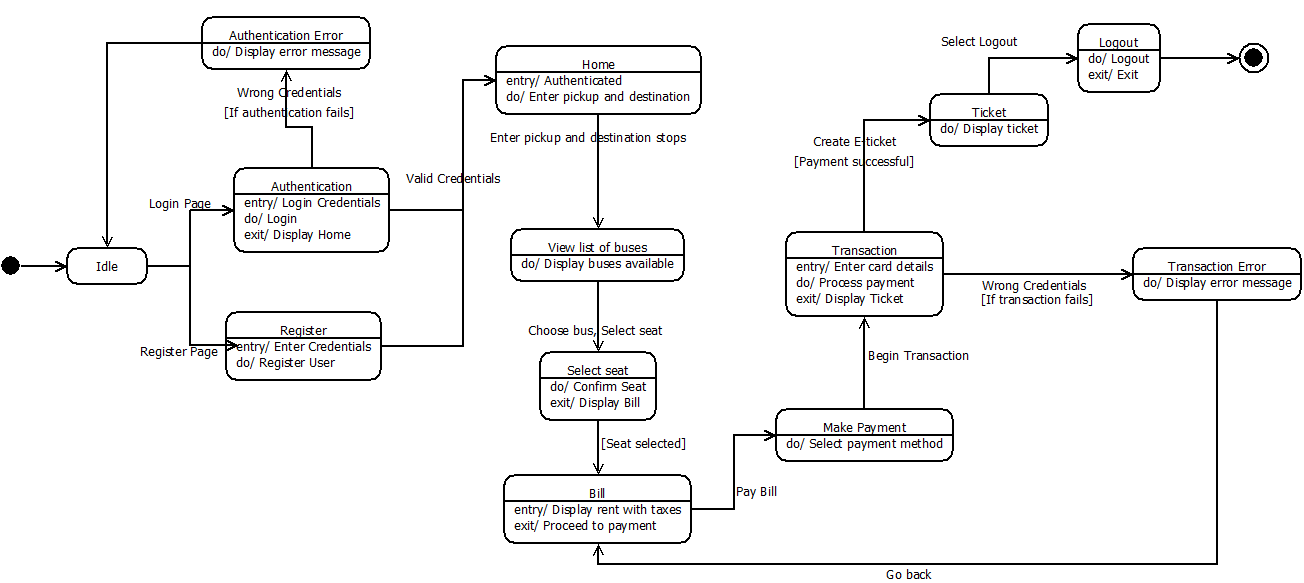 Authentication Error
do/ Display error message
Wrong Credentials
[If authentication fails]
Authentication
entry/ Login Credentials
do/ Login
exit/ Display Home
Login Page
Idle
Register Page
Register
entry/ Enter Credentials
do/ Register User
Valid Credentials
Home
entry/ Authenticated
do/ Enter pickup and destination
Enter pickup and destination stops
View list of buses
do/ Display buses available
Choose bus, Select seat
Select seat
do/ Confirm Seat
exit/ Display Bill
[Seat selected]
Bill
entry/ Display rent with taxes
exit/ Proceed to payment
Pay Bill
Make Payment
do/ Select payment method
Begin Transaction
Transaction
entry/ Enter card details
do/ Process payment
exit/ Display Ticket
Wrong Credentials
[If transaction fails]
Transaction Error
do/ Display error message
Go back
Create E-ticket
[Payment successful]
Ticket
do/ Display ticket
Select Logout
Logout
do/ Logout
exit/ Exit